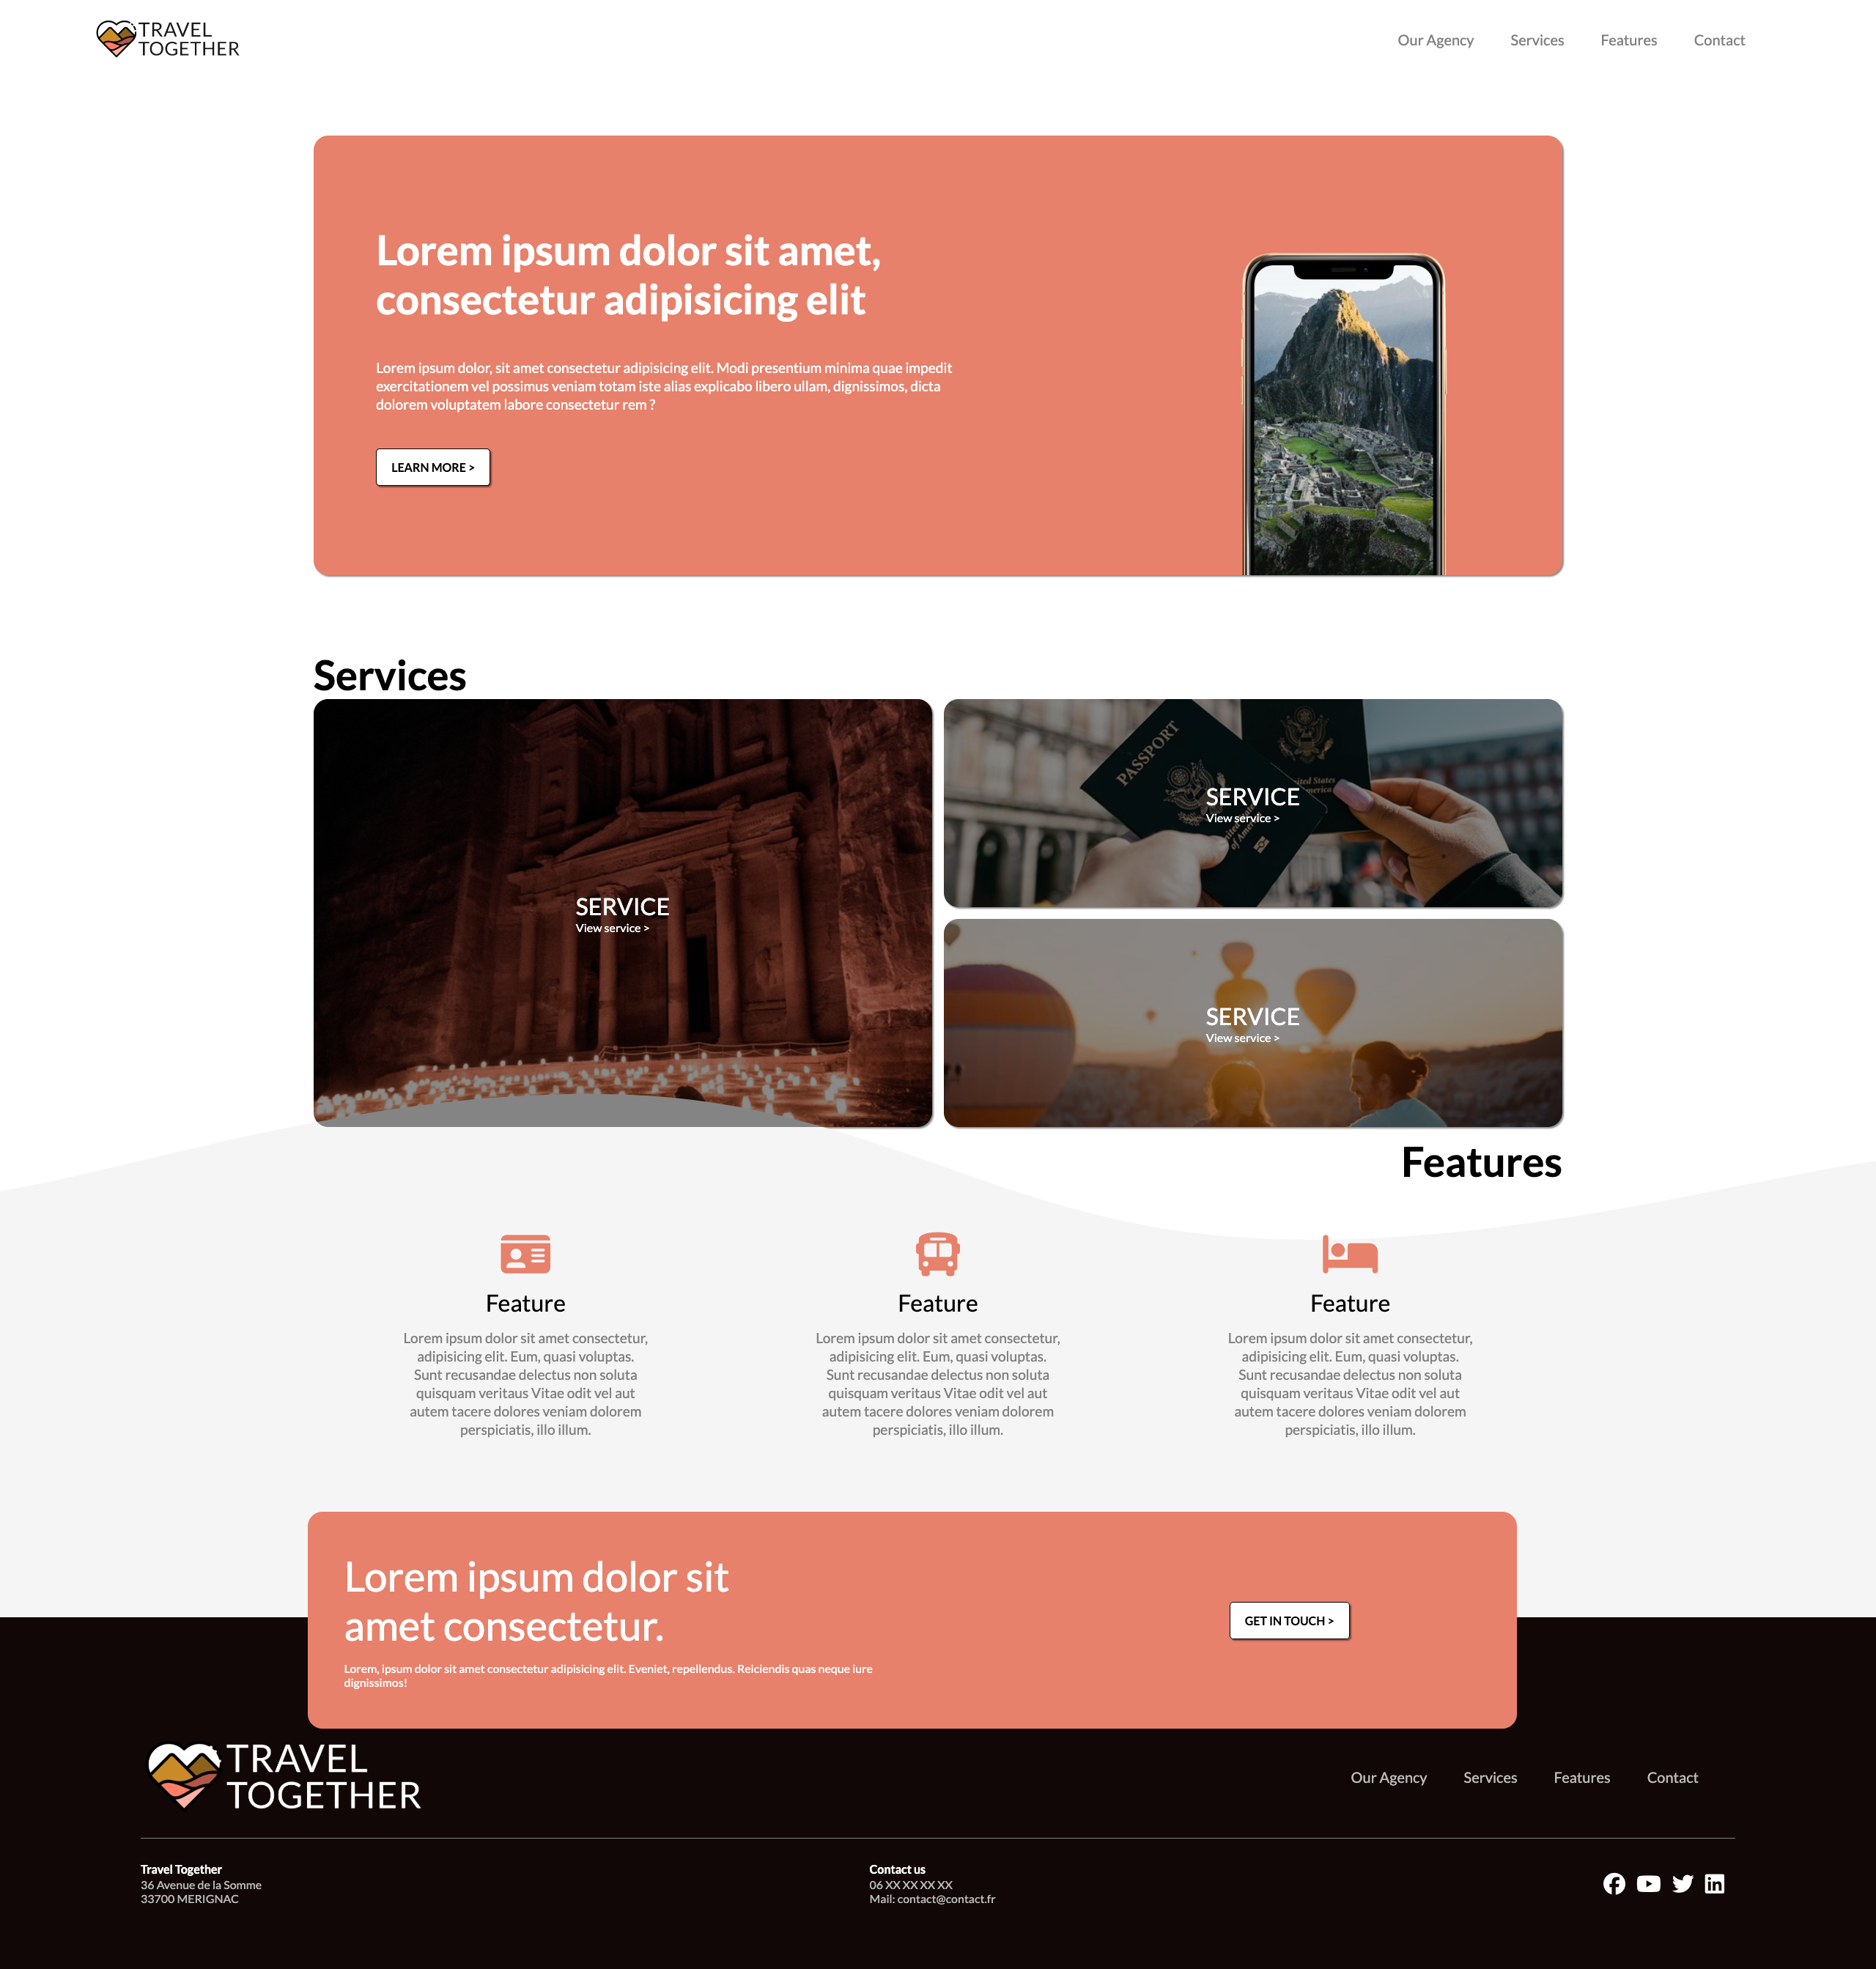 TRAVEL
TOGETHER
Our Agency
Services
Features
Contact
Lorem ipsum dolor sit amet,
consectetur adipisicing elit
Lorem ipsum dolor, sit amet consectetur adipisicing elit. Modi presentium minima quae impedit
exercitationem vel possimus veniam totam iste alias explicabo libero ullam, dignissimos, dicta
dolorem voluptatem labore consectetur rem ?
LEARN MORE >
Services
SERVICE
View service >
PASSPORT
United States
of America
SERVICE
View service >
SERVICE
View service >
Features
Feature
Lorem ipsum dolor sit amet consectetur,
adipisicing elit. Eum, quasi voluptas.
Sunt recusandae delectus non soluta
quisquam veritaus Vitae odit vel aut
autem tacere dolores veniam dolorem
perspiciatis, illo illum.
Feature
Lorem ipsum dolor sit amet consectetur,
adipisicing elit. Eum, quasi voluptas.
Sunt recusandae delectus non soluta
quisquam veritaus Vitae odit vel aut
autem tacere dolores veniam dolorem
perspiciatis, illo illum.
Feature
Lorem ipsum dolor sit amet consectetur,
adipisicing elit. Eum, quasi voluptas.
Sunt recusandae delectus non soluta
quisquam veritaus Vitae odit vel aut
autem tacere dolores veniam dolorem
perspiciatis, illo illum.
Lorem ipsum dolor sit
amet consectetur.
Lorem, ipsum dolor sit amet consectetur adipisicing elit. Eveniet, repellendus. Reiciendis quas neque iure
dignissimos!
GET IN TOUCH >
TRAVEL
TOGETHER
Our Agency
Services
Features
Contact
Travel Together
36 Avenue de la Somme
33700 MERIGNAC
Contact us
06 XX XX XX XX
Mail: contact@contact.fr